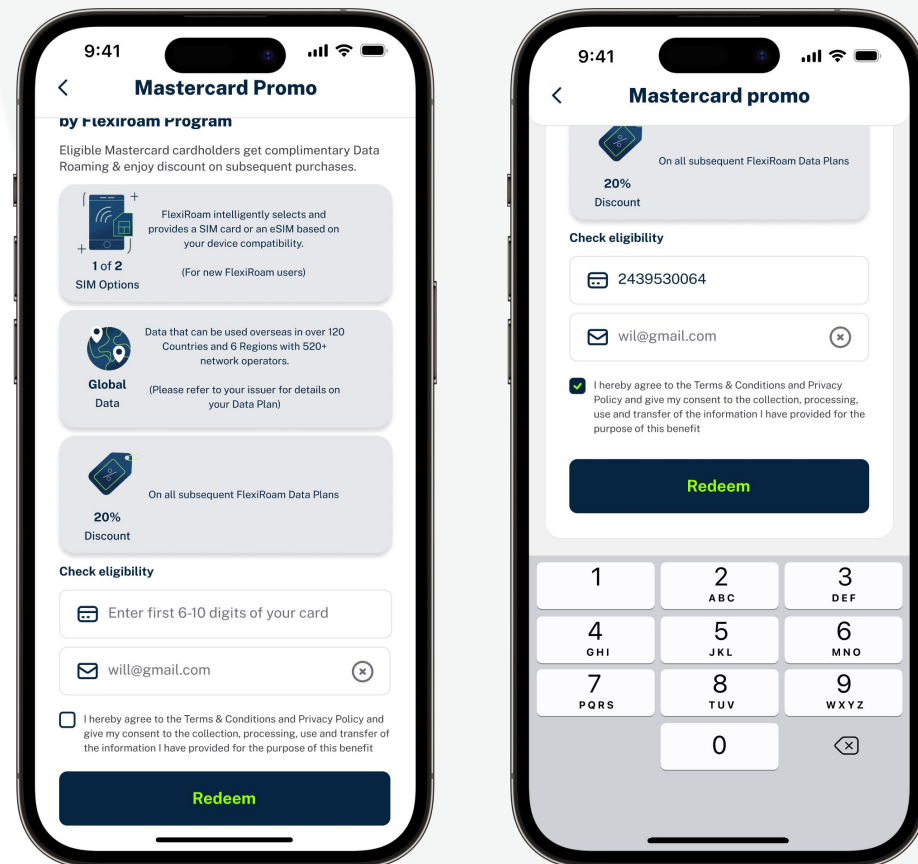 9:41
Mastercard Promo
by Flexiroam Program
Eligible Mastercard cardholders get complimentary Data
Roaming & enjoy discount on subsequent purchases.
1 of 2
SIM Options
FlexiRoam intelligently selects and
provides a SIM card or an eSIM based on
your device compatibility.
(For new FlexiRoam users)
Global
Data
Data that can be used overseas in over 120
Countries and 6 Regions with 520+
network operators.
(Please refer to your issuer for details on
your Data Plan)
20%
Discount
On all subsequent FlexiRoam Data Plans
Check eligibility
Enter first 6-10 digits of your card
will@gmail.com
I hereby agree to the Terms & Conditions and Privacy Policy and
give my consent to the collection, processing, use and transfer of
the information I have provided for the purpose of this benefit
Redeem
9:41
Mastercard promo
%
20%
Discount
On all subsequent FlexiRoam Data Plans
Check eligibility
2439530064
wil@gmail.com
I hereby agree to the Terms & Conditions and Privacy
Policy and give my consent to the collection, processing,
use and transfer of the information I have provided for the
purpose of this benefit
Redeem
1
2
ABC
3
DEF
4
GHI
5
JKL
6
MNO
7
PQRS
8
TUV
9
WXYZ
0